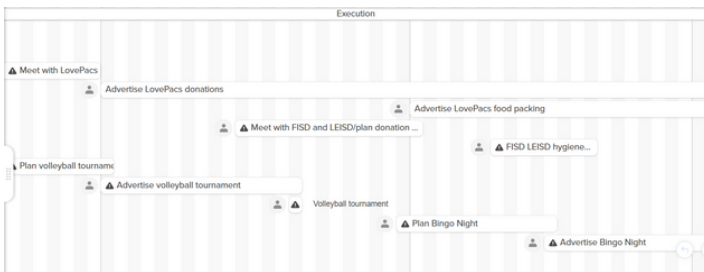 Execution
Meet with LovePacs
Advertise LovePacs donations
Advertise LovePacs food packing
Meet with FISD and LEISD/plan donation ...
FISD LEISD hygiene...
Plan volleyball tourname
Advertise volleyball tournament
Volleyball tournament
Plan Bingo Night
Advertise Bingo Night